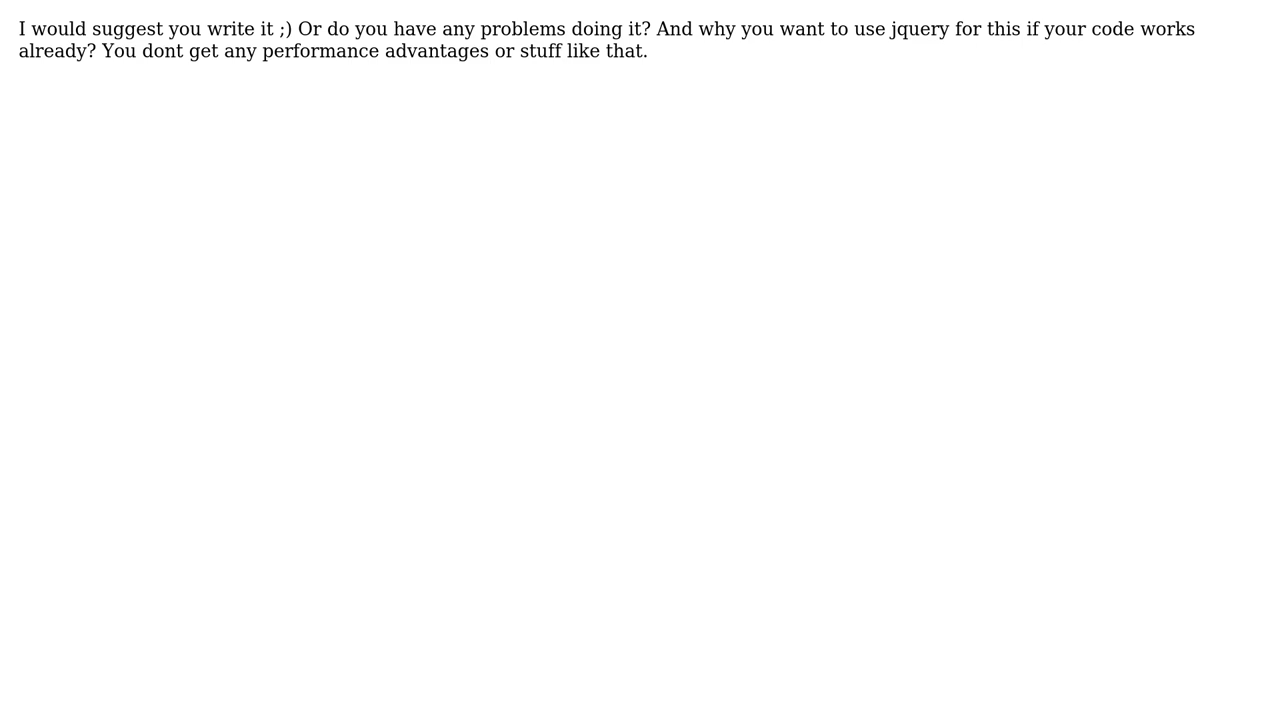 I would suggest you write it ;) Or do you have any problems doing it? And why you want to use jquery for this if your code works
already? You dont get any performance advantages or stuff like that.